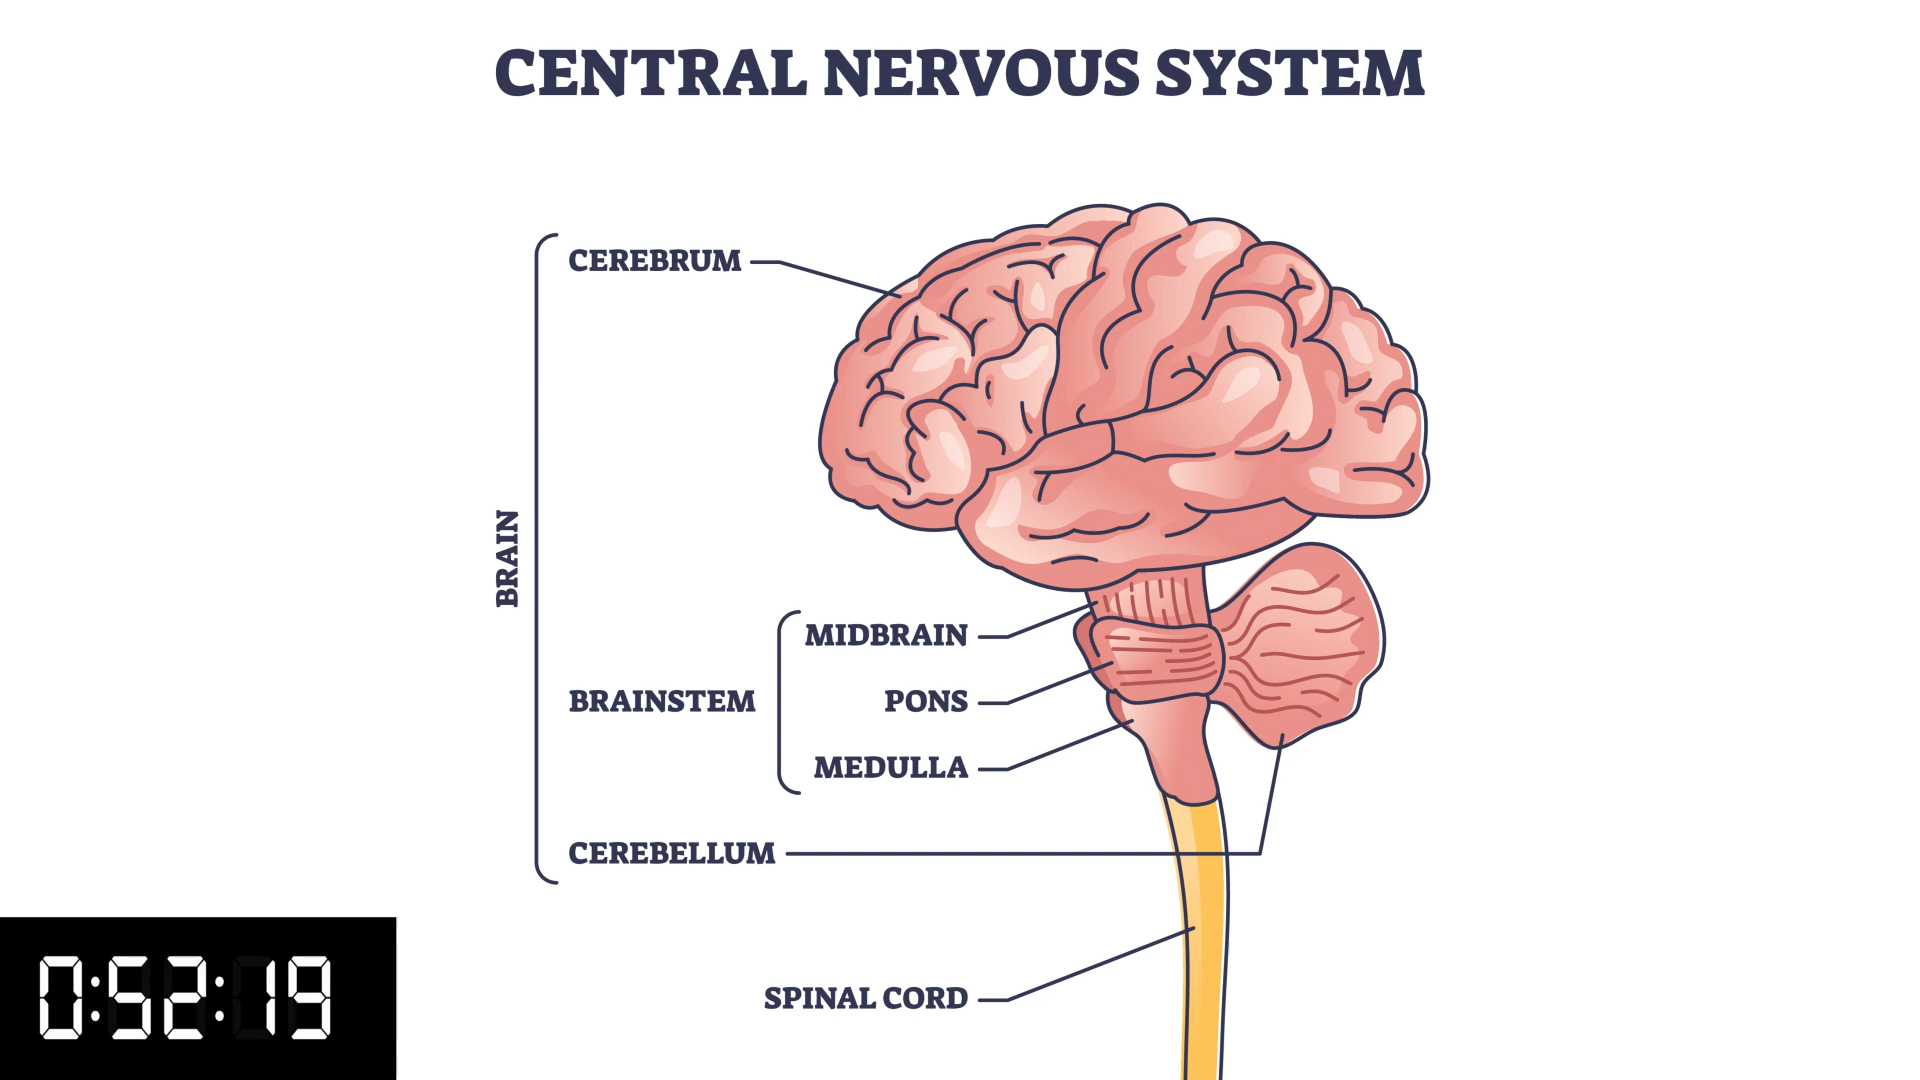 CENTRAL NERVOUS SYSTEM
CEREBRUM
BRAIN
MIDBRAIN
BRAINSTEM
PONS
MEDULLA
CEREBELLUM
SPINAL CORD
0:52:19